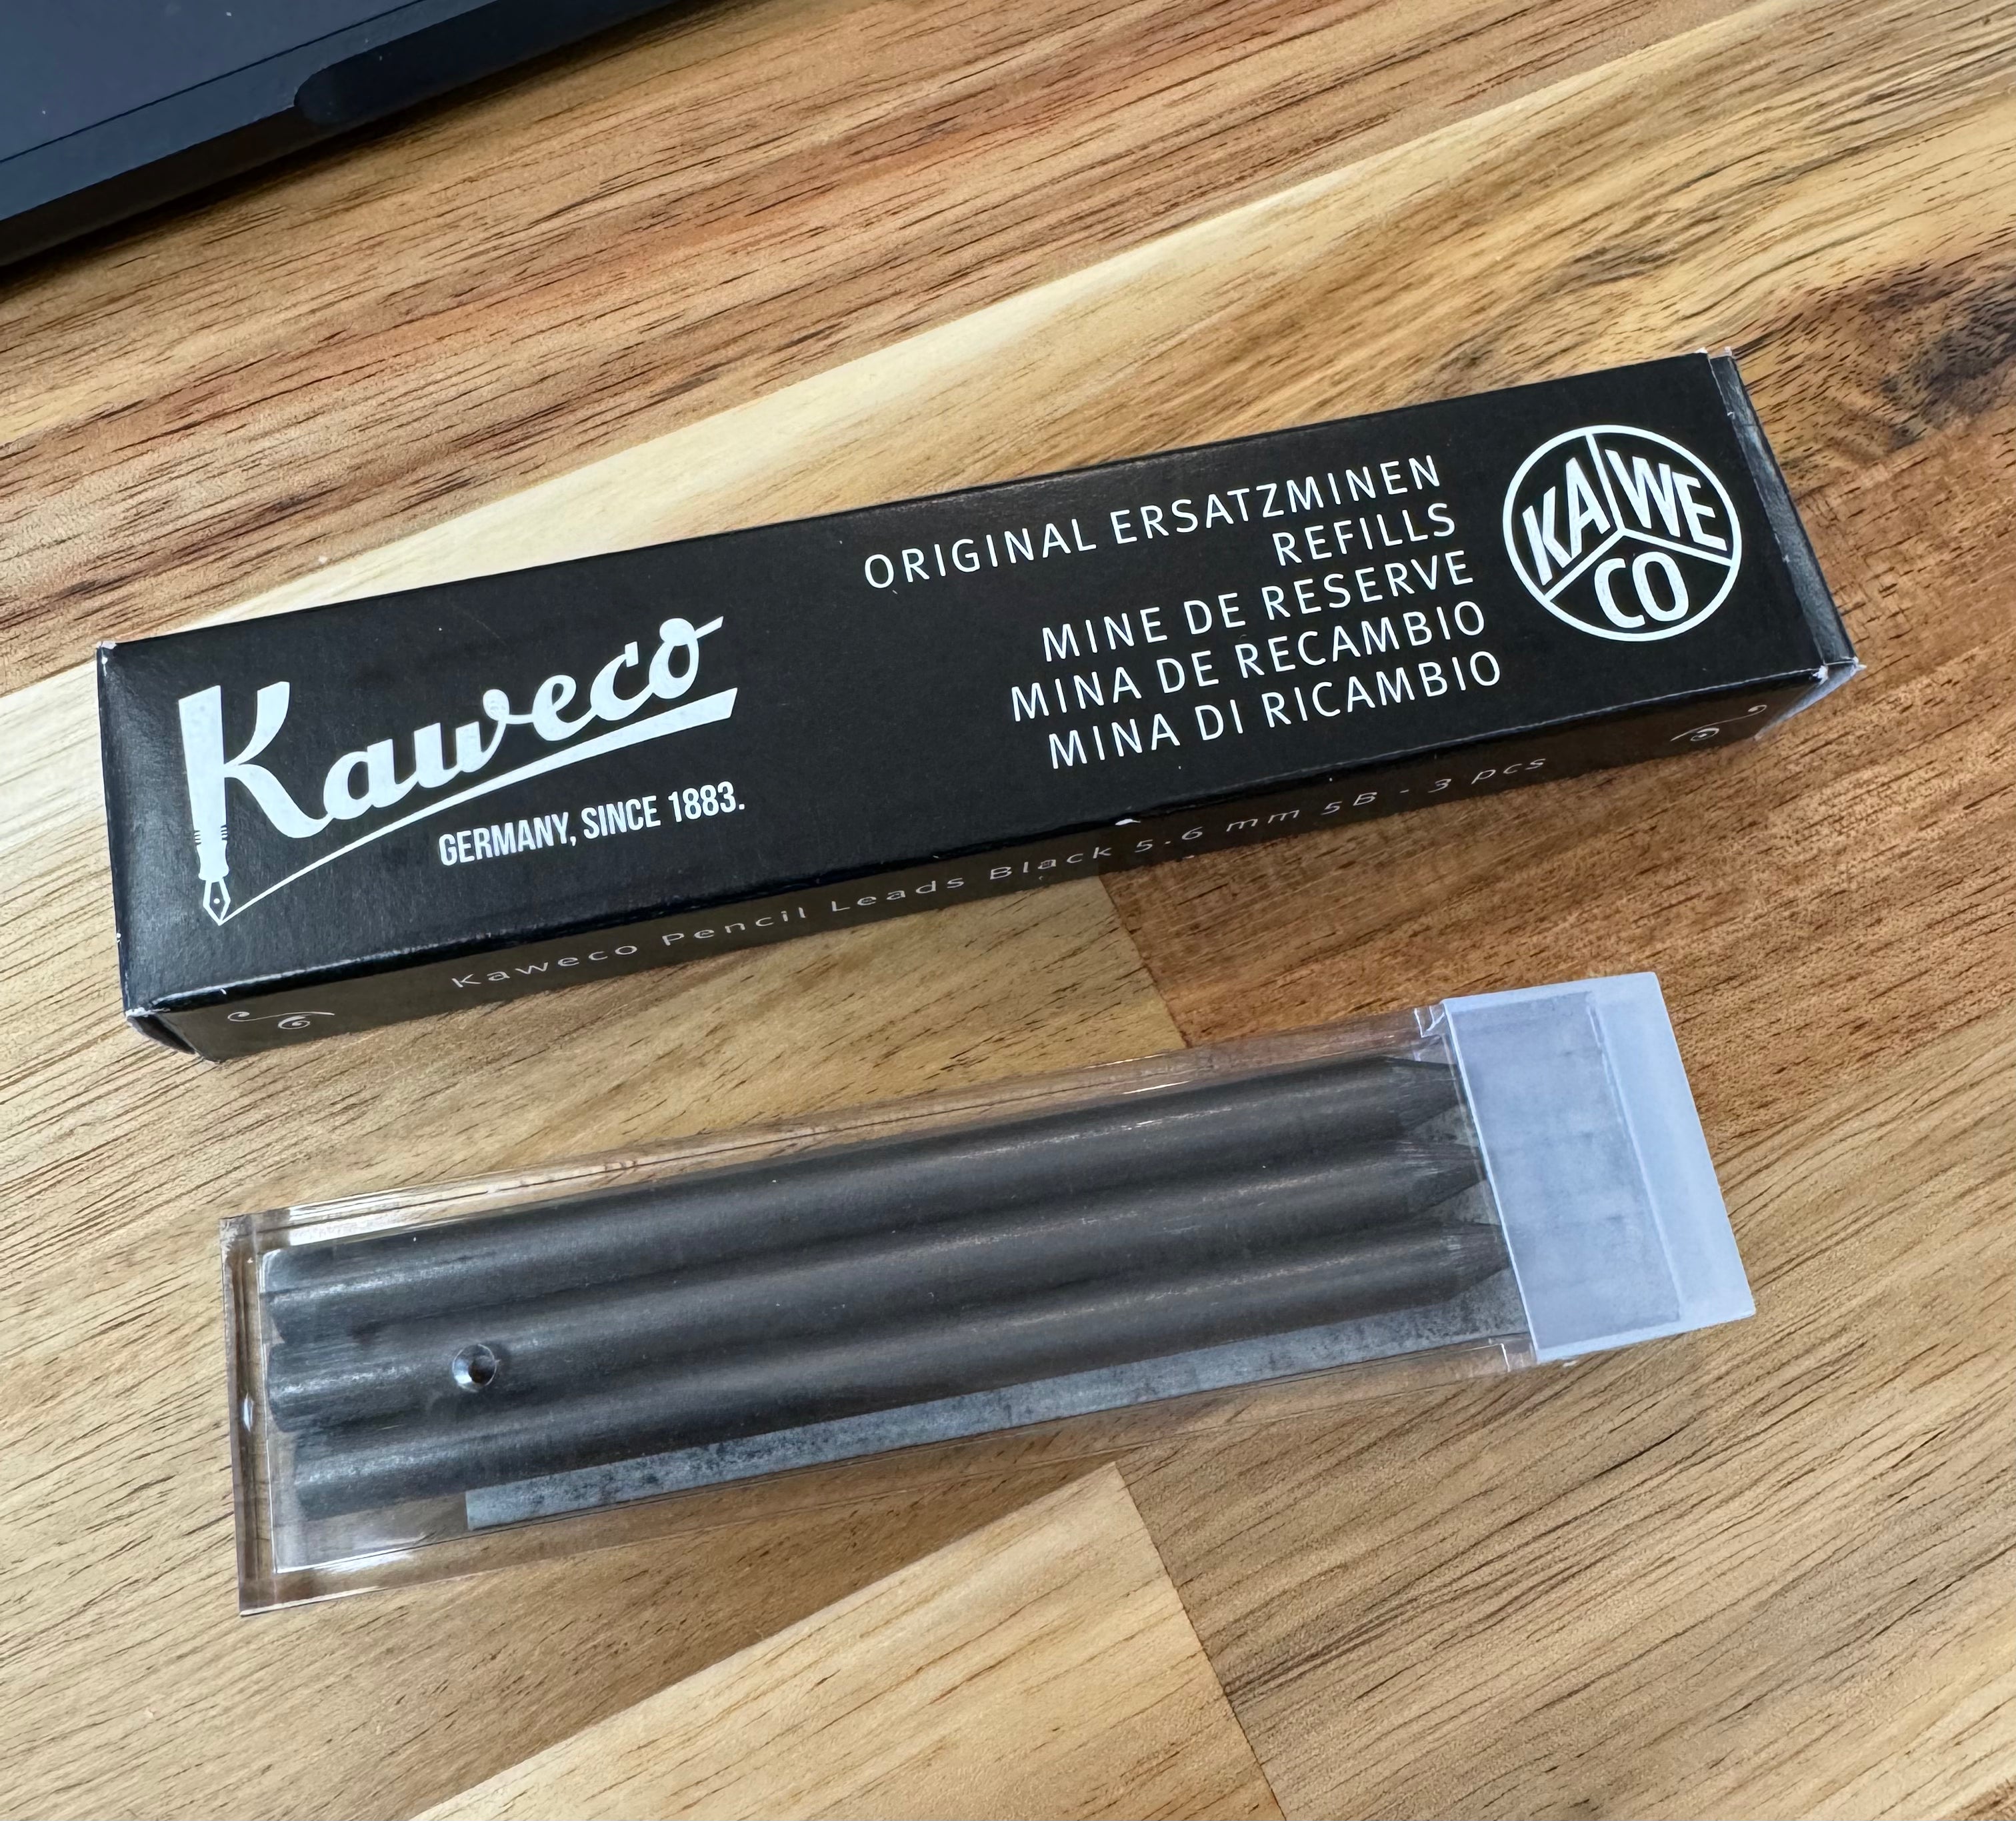 Kaweco
GERMANY, SINCE 1883.
ORIGINAL ERSATZMINEN
REFILLS
MINE DE RESERVE
MINA DE RECAMBIO
MINA DI RICAMBIO
KA WE
CO
Kaweco Pencil Leads Black 5.6 mm 5B - 3 pcs